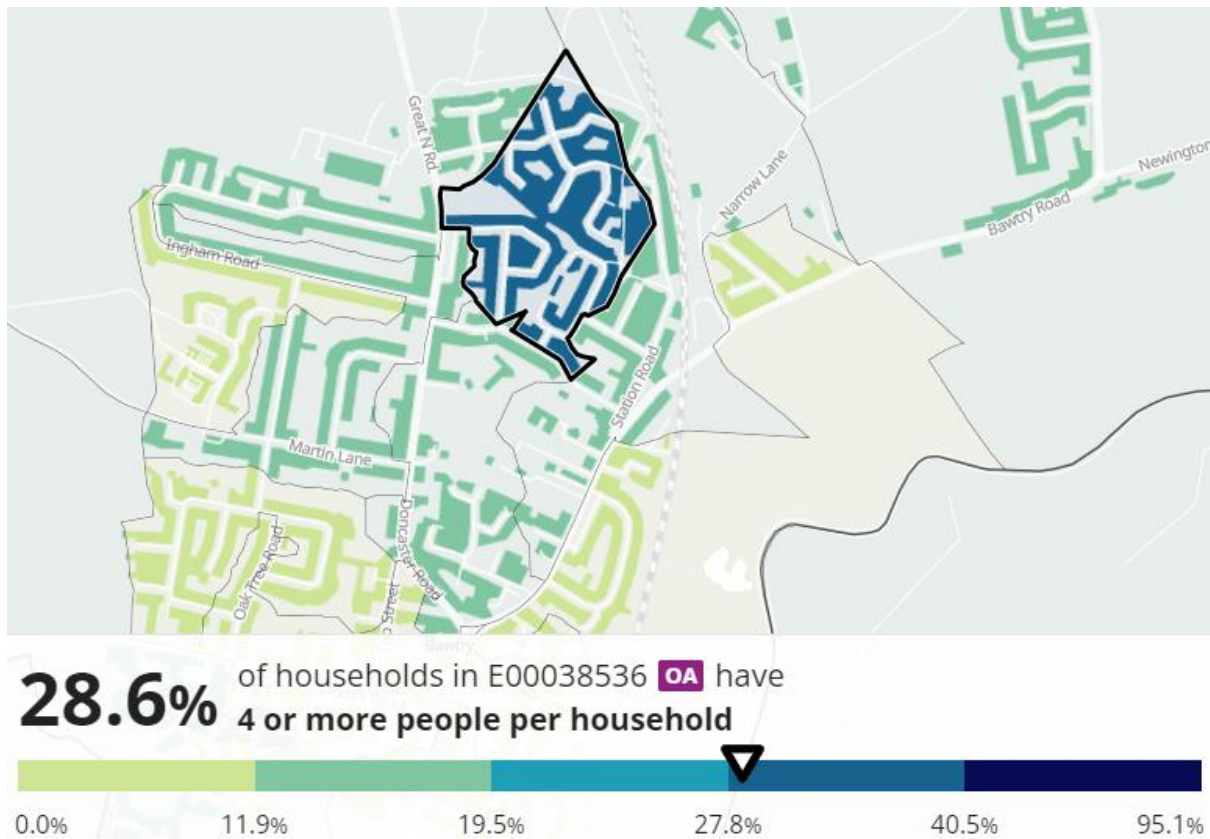 Great N Rd.
Narrow Lane
Newington
Bawtry Road
Ingham Road
Station Road
Martin Lane
Doncaster Road
Oak Tree Road
Street
Bawtry
28.6%
of households in E00038536 OA have
4 or more people per household
0.0% 11.9% 19.5% 27.8% 40.5% 95.1%